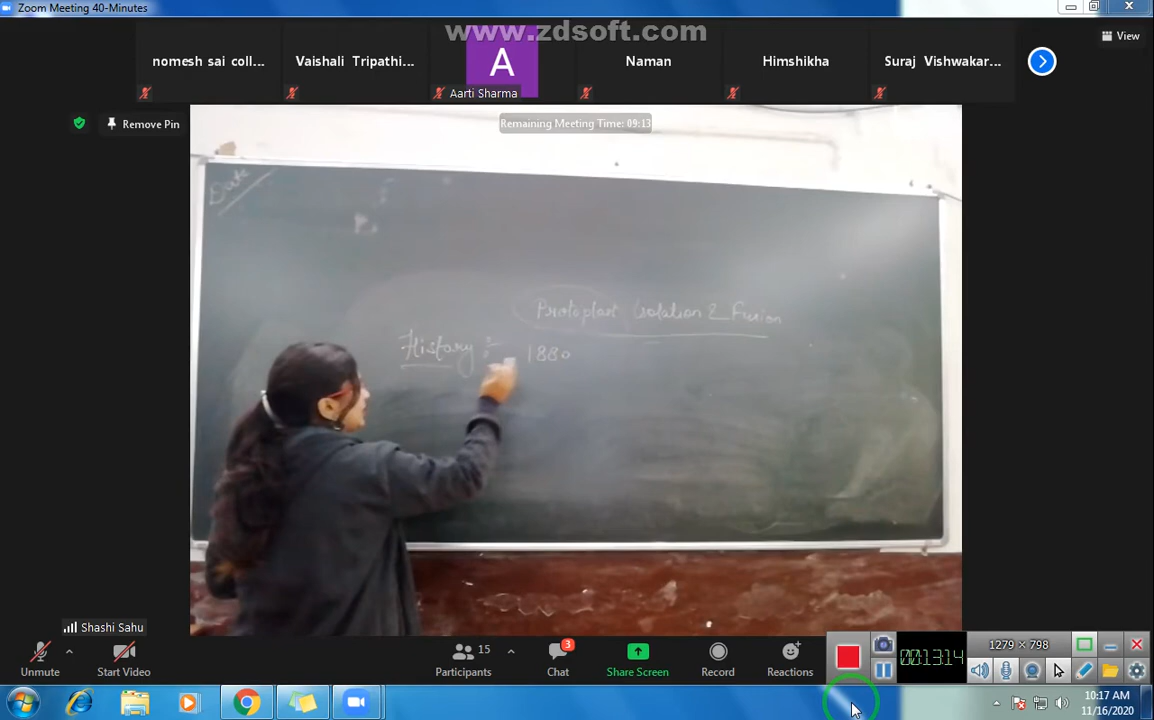 Zoom Meeting 40-Minutes
www.zdsoft.com
View
nomesh sai coll...
Vaishali Tripathi...
A
Aarti Sharma
Naman
Himshikha
Suraj Vishwakar...
Remove Pin
Remaining Meeting Time: 09:13
Date
Protoplast Isolation & Fusion
History :- 1880
Shashi Sahu
Unmute
Start Video
15
Participants
3
Chat
Share Screen
Record
Reactions
00:13:14
1279 × 798
10:17 AM
11/16/2020